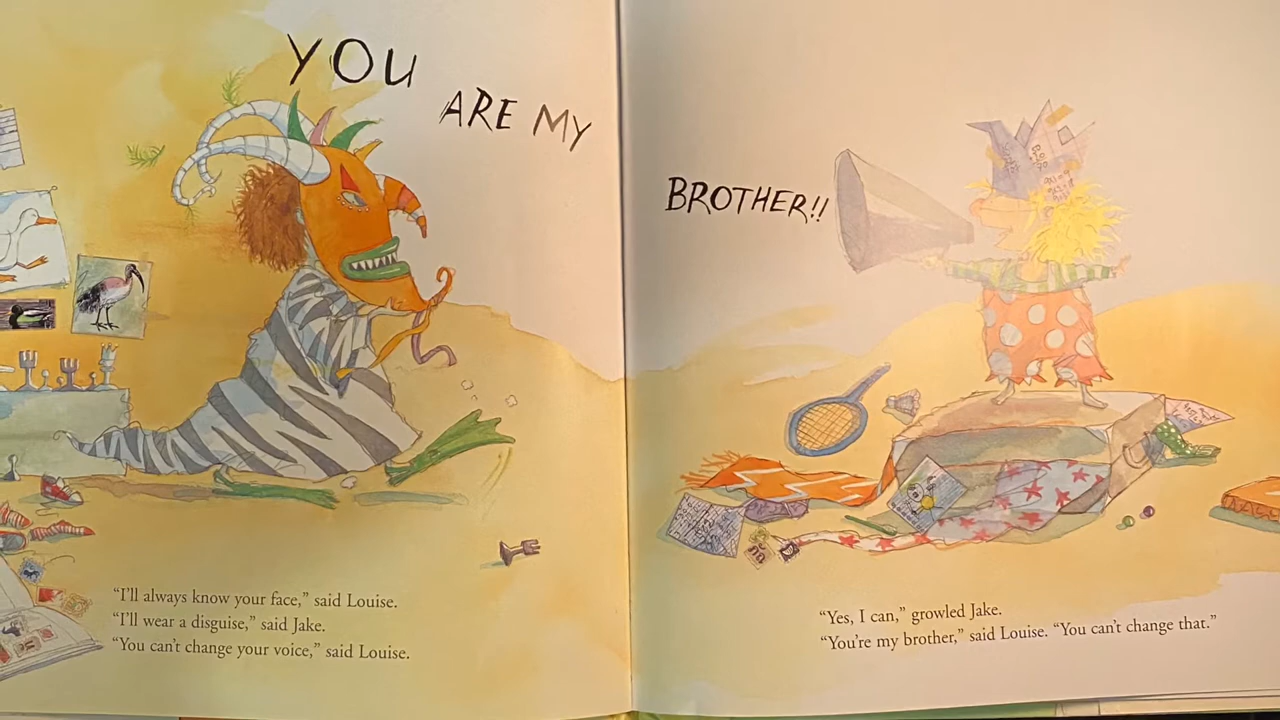 YOU
ARE MY
BROTHER!!
“I’ll always know your face,” said Louise.
“I’ll wear a disguise,” said Jake.
“You can’t change your voice,” said Louise.
“Yes, I can,” growled Jake.
“You’re my brother,” said Louise. “You can’t change that.”